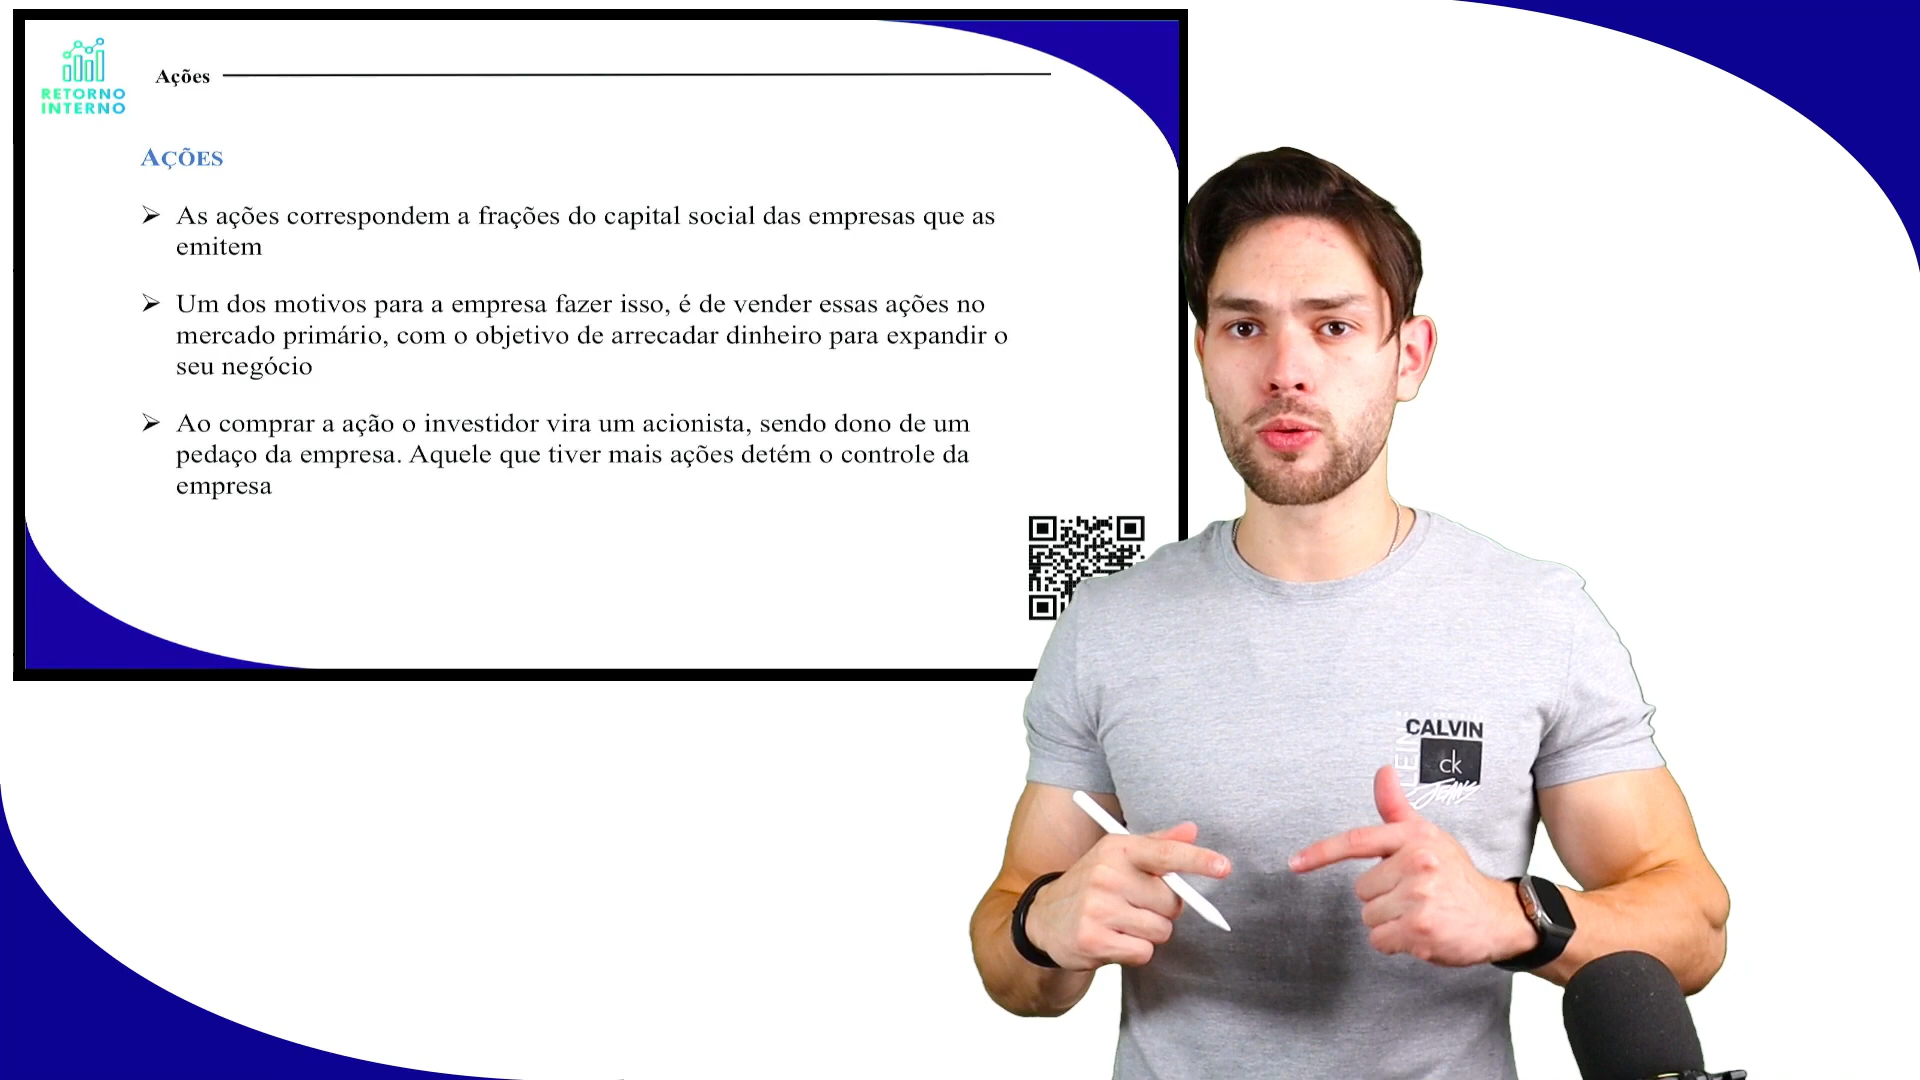 RETORNO
INTERNO
Ações
AÇÕES
➢ As ações correspondem a frações do capital social das empresas que as
emitem
➢ Um dos motivos para a empresa fazer isso, é de vender essas ações no
mercado primário, com o objetivo de arrecadar dinheiro para expandir o
seu negócio
➢ Ao comprar a ação o investidor vira um acionista, sendo dono de um
pedaço da empresa. Aquele que tiver mais ações detém o controle da
empresa
CALVIN
ck
JEANS